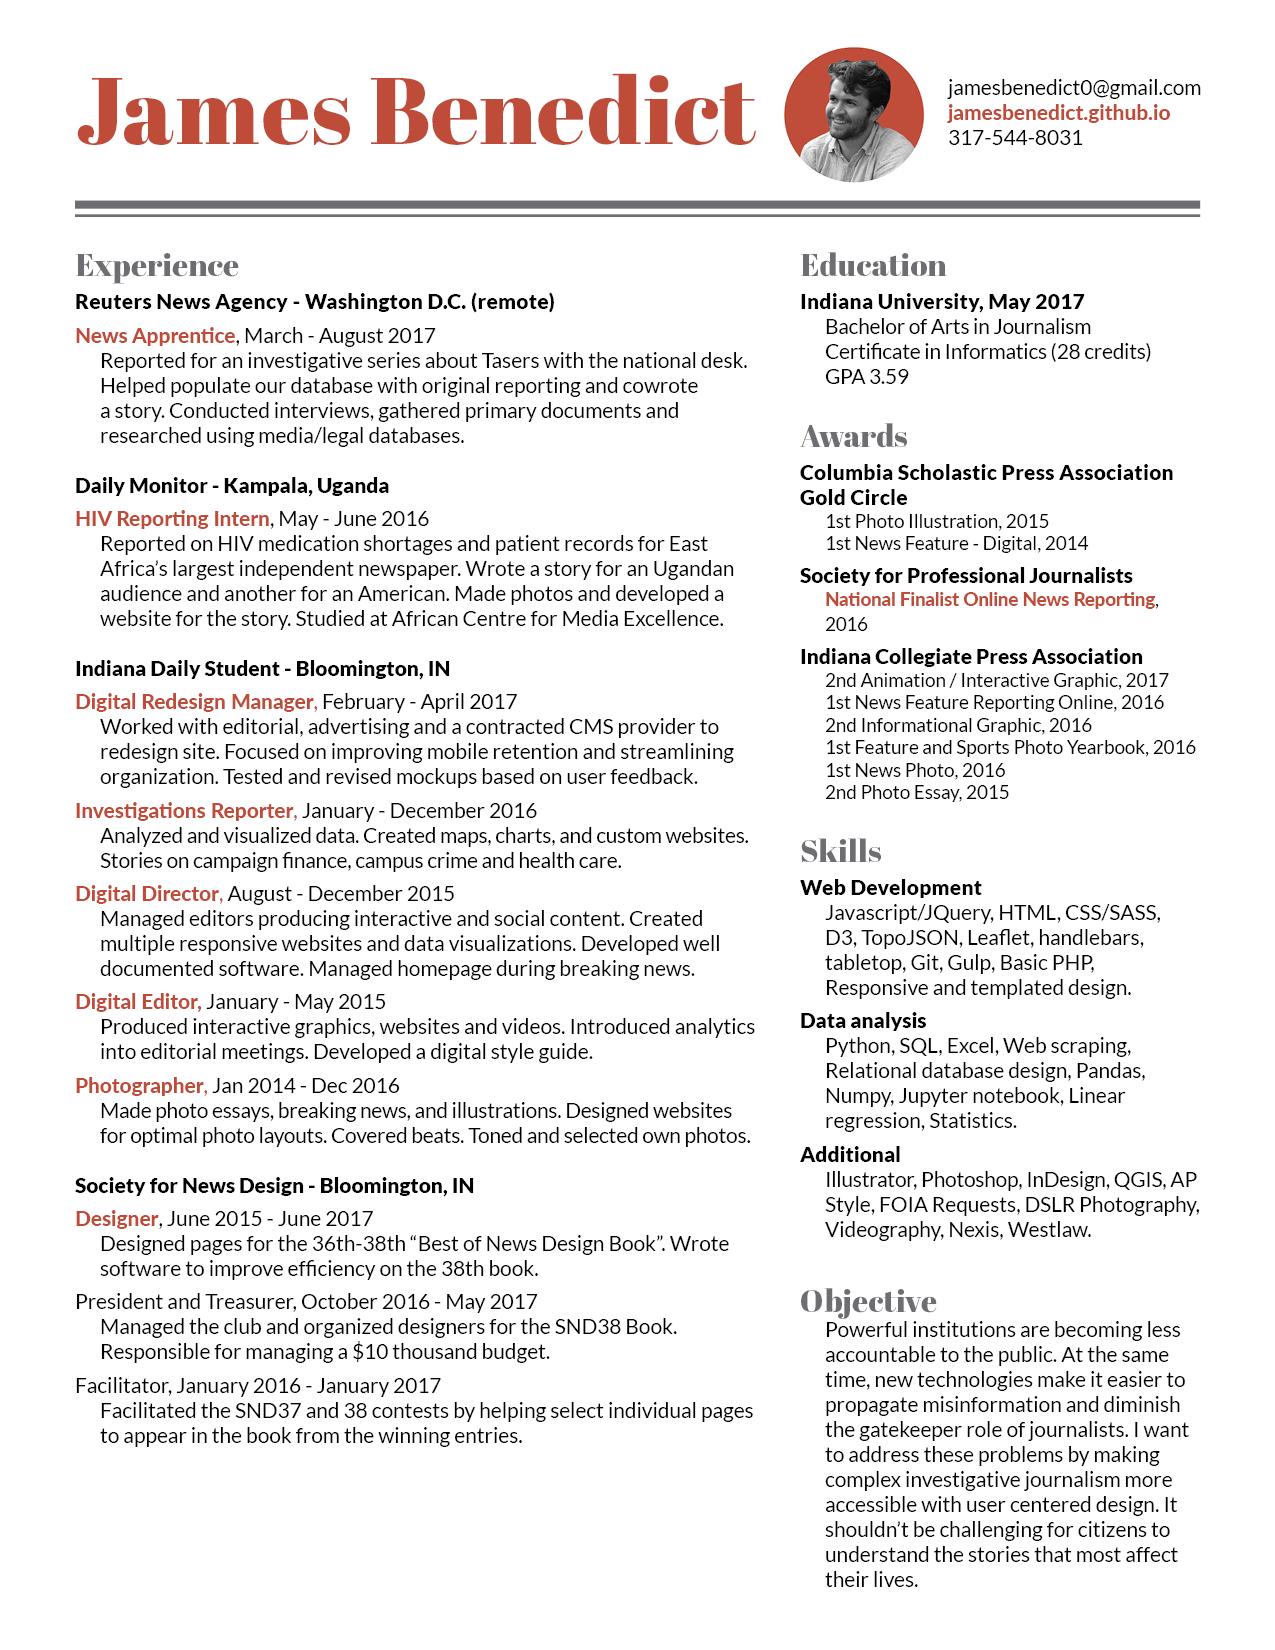 James Benedict
jamesbenedict0@gmail.com
jamesbenedict.github.io
317-544-8031
Experience
Reuters News Agency - Washington D.C. (remote)
News Apprentice, March - August 2017
Reported for an investigative series about Tasers with the national desk.
Helped populate our database with original reporting and cowrote
a story. Conducted interviews, gathered primary documents and
researched using media/legal databases.
Daily Monitor - Kampala, Uganda
HIV Reporting Intern, May - June 2016
Reported on HIV medication shortages and patient records for East
Africa’s largest independent newspaper. Wrote a story for an Ugandan
audience and another for an American. Made photos and developed a
website for the story. Studied at African Centre for Media Excellence.
Indiana Daily Student - Bloomington, IN
Digital Redesign Manager, February - April 2017
Worked with editorial, advertising and a contracted CMS provider to
redesign site. Focused on improving mobile retention and streamlining
organization. Tested and revised mockups based on user feedback.
Investigations Reporter, January - December 2016
Analyzed and visualized data. Created maps, charts, and custom websites.
Stories on campaign finance, campus crime and health care.
Digital Director, August - December 2015
Managed editors producing interactive and social content. Created
multiple responsive websites and data visualizations. Developed well
documented software. Managed homepage during breaking news.
Digital Editor, January - May 2015
Produced interactive graphics, websites and videos. Introduced analytics
into editorial meetings. Developed a digital style guide.
Photographer, Jan 2014 - Dec 2016
Made photo essays, breaking news, and illustrations. Designed websites
for optimal photo layouts. Covered beats. Toned and selected own photos.
Society for News Design - Bloomington, IN
Designer, June 2015 - June 2017
Designed pages for the 36th-38th “Best of News Design Book”. Wrote
software to improve efficiency on the 38th book.
President and Treasurer, October 2016 - May 2017
Managed the club and organized designers for the SND38 Book.
Responsible for managing a $10 thousand budget.
Facilitator, January 2016 - January 2017
Facilitated the SND37 and 38 contests by helping select individual pages
to appear in the book from the winning entries.
Education
Indiana University, May 2017
Bachelor of Arts in Journalism
Certificate in Informatics (28 credits)
GPA 3.59
Awards
Columbia Scholastic Press Association
Gold Circle
1st Photo Illustration, 2015
1st News Feature - Digital, 2014
Society for Professional Journalists
National Finalist Online News Reporting,
2016
Indiana Collegiate Press Association
2nd Animation / Interactive Graphic, 2017
1st News Feature Reporting Online, 2016
2nd Informational Graphic, 2016
1st Feature and Sports Photo Yearbook, 2016
1st News Photo, 2016
2nd Photo Essay, 2015
Skills
Web Development
Javascript/JQuery, HTML, CSS/SASS,
D3, TopoJSON, Leaflet, handlebars,
tabletop, Git, Gulp, Basic PHP,
Responsive and templated design.
Data analysis
Python, SQL, Excel, Web scraping,
Relational database design, Pandas,
Numpy, Jupyter notebook, Linear
regression, Statistics.
Additional
Illustrator, Photoshop, InDesign, QGIS, AP
Style, FOIA Requests, DSLR Photography,
Videography, Nexis, Westlaw.
Objective
Powerful institutions are becoming less
accountable to the public. At the same
time, new technologies make it easier to
propagate misinformation and diminish
the gatekeeper role of journalists. I want
to address these problems by making
complex investigative journalism more
accessible with user centered design. It
shouldn’t be challenging for citizens to
understand the stories that most affect
their lives.